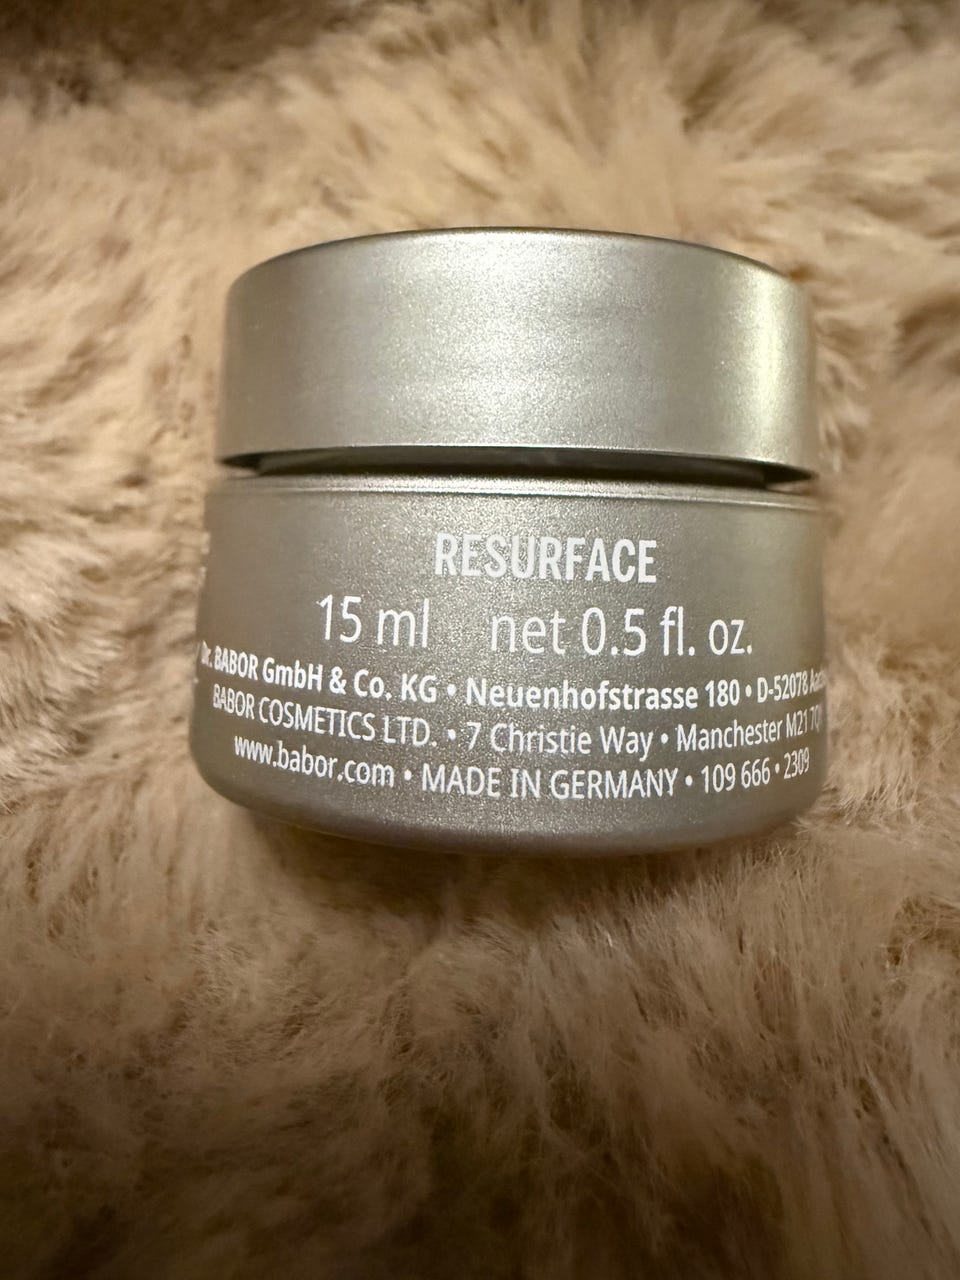 RESURFACE
15 ml net 0.5 fl. oz.
Dr. BABOR GmbH & Co. KG • Neuenhofstrasse 180 • D-52078
BABOR COSMETICS LTD. • 7 Christie Way • Manchester M21
www.babor.com • MADE IN GERMANY • 109 666 • 2309